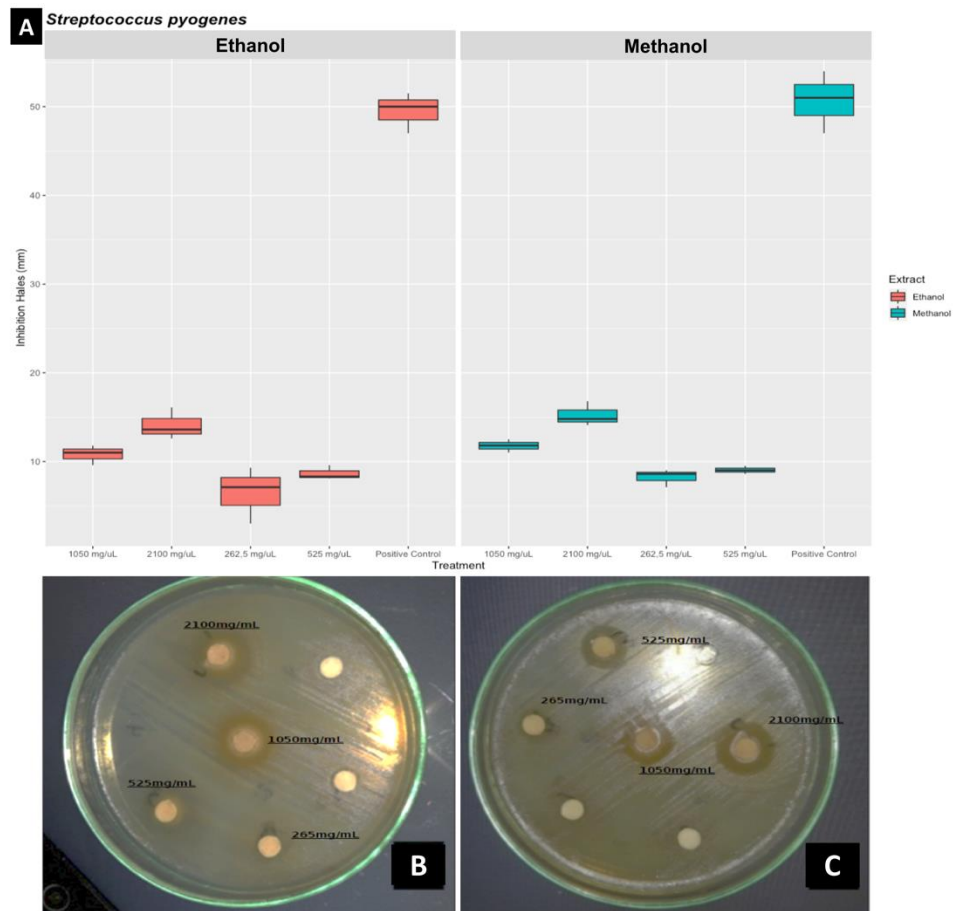 A
Streptococcus pyogenes
Ethanol
Methanol
Inhibition Hales (mm)
50
40
30
20
10
1050 mg/uL
2100 mg/uL
262.5 mg/uL
525 mg/uL
Positive Control
1050 mg/uL
2100 mg/uL
262.5 mg/uL
525 mg/uL
Positive Control
Treatment
Extract
Ethanol
Methanol
2100mg/mL
1050mg/mL
525mg/mL
265mg/mL
B
525mg/mL
265mg/mL
2100mg/mL
1050mg/mL
C